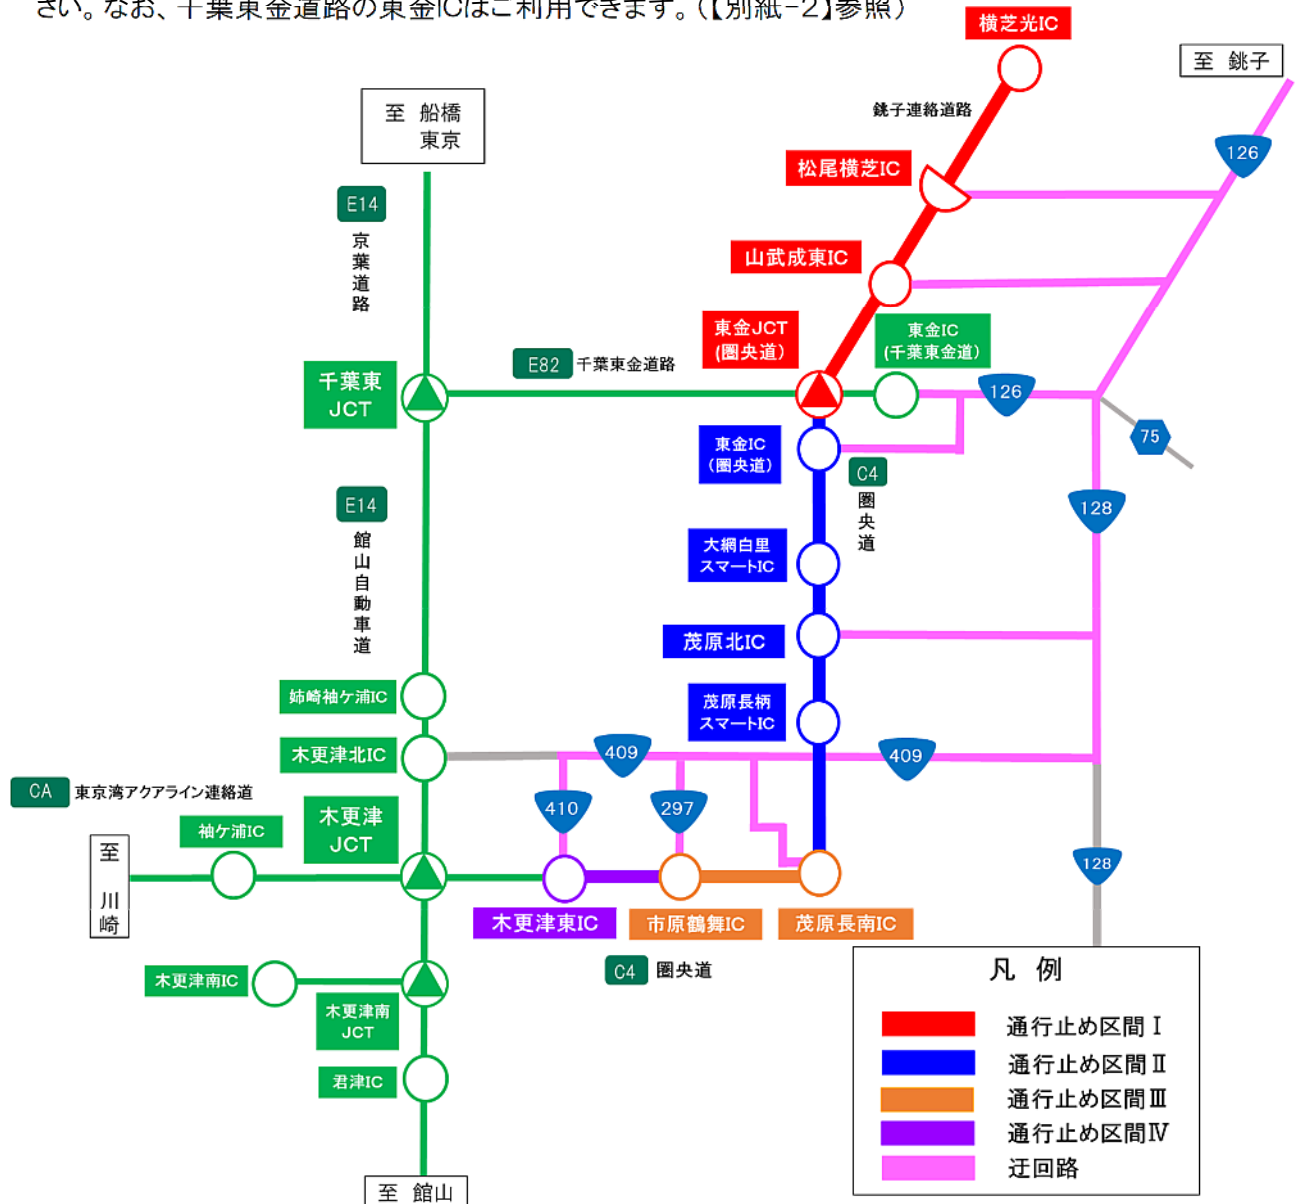 さい。なお、千葉東金道路の東金ICはご利用できます。(【別紙-2】参照)
横芝光IC
至 銚子
至 船橋
東京
銚子連絡道路
126
松尾横芝IC
E14
京葉道路
山武成東IC
東金JCT
(圏央道)
東金IC
(千葉東金道)
E82 千葉東金道路
千葉東
JCT
126
東金IC
(圏央道)
75
C4
圏央道
E14
館山自動車道
128
大網白里
スマートIC
茂原北IC
姉崎袖ケ浦IC
茂原長柄
スマートIC
木更津北IC
409
409
CA 東京湾アクアライン連絡道
410
297
木更津
JCT
袖ケ浦IC
至 川崎
128
木更津東IC
市原鶴舞IC
茂原長南IC
C4 圏央道
木更津南IC
木更津南
JCT
君津IC
至 館山
凡 例
通行止め区間Ⅰ
通行止め区間Ⅱ
通行止め区間Ⅲ
通行止め区間Ⅳ
迂回路